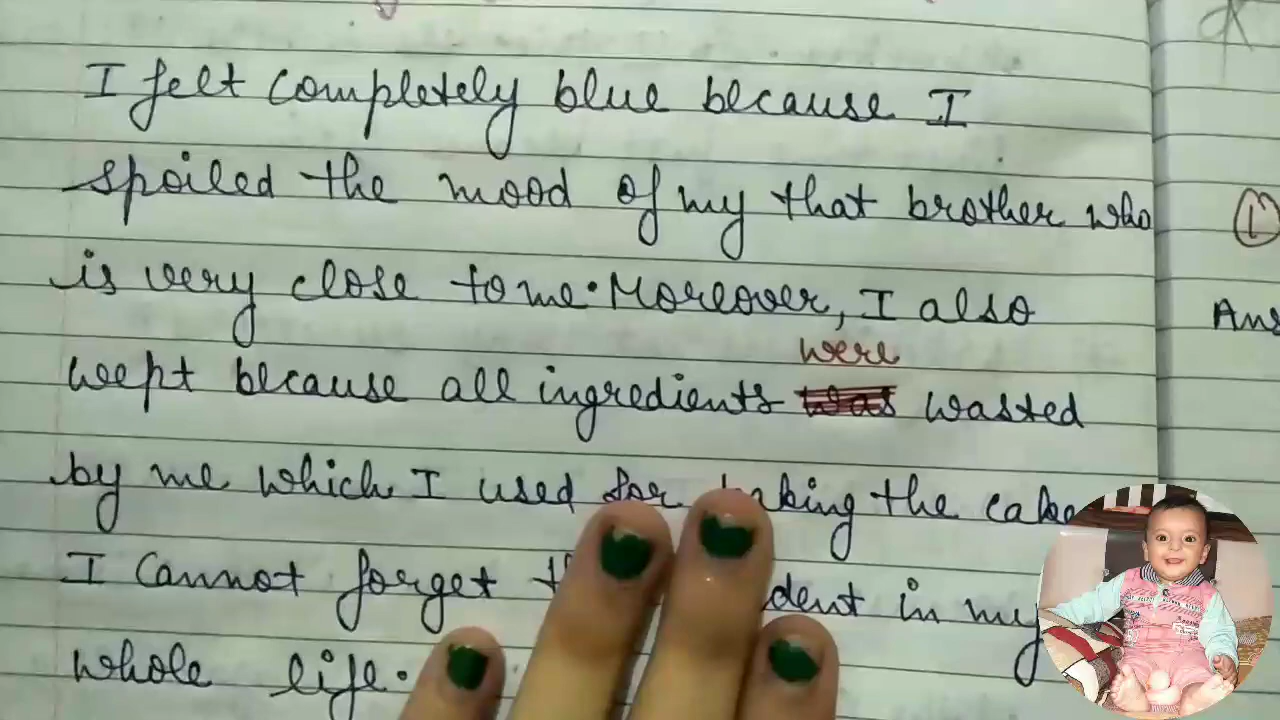 I felt completely blue because I
spoiled the mood of my that brother who
is very close to me. Moreover, I also
were
wept because all ingredients was wasted
by me which I used for the cake
I cannot forget in my
whole life.
1
Ans